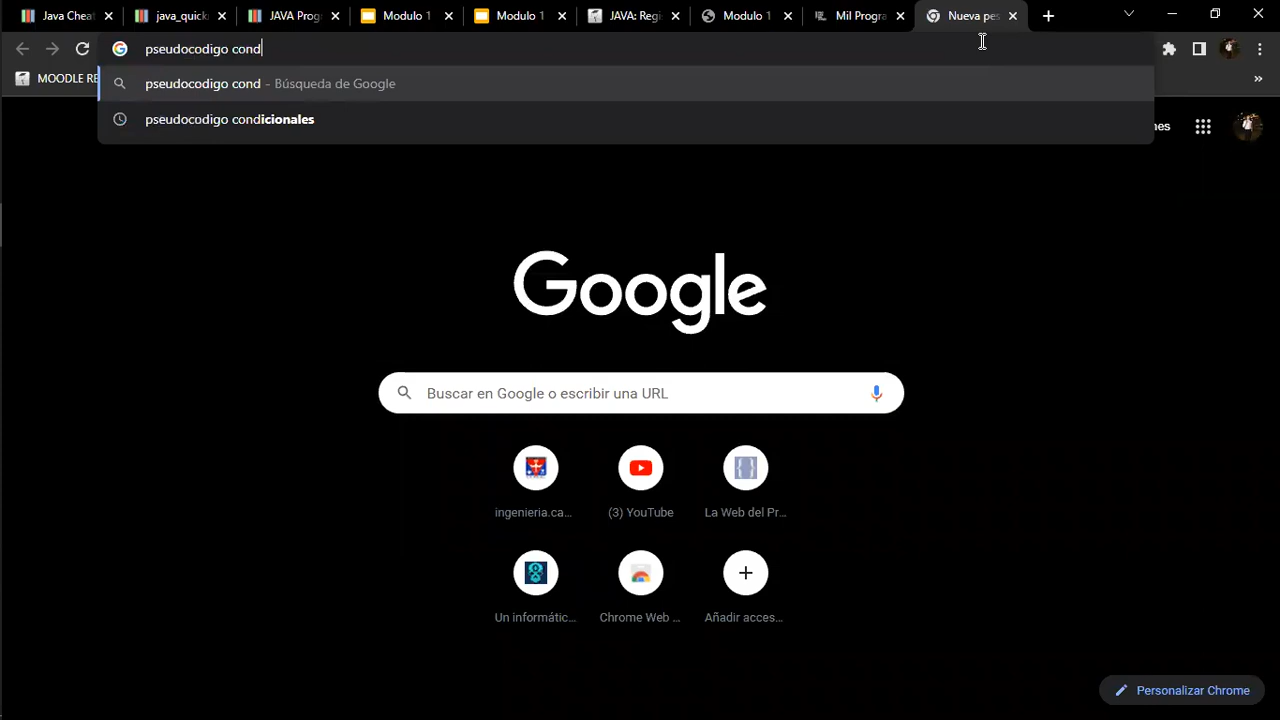 Java Cheat
java_quick
JAVA Prog
Modulo 1
Modulo 1
JAVA: Regi
Modulo 1
Mil Progra
Nueva pes
pseudocodigo cond
MOODLE RE
pseudocodigo cond - Búsqueda de Google
pseudocodigo condicionales
nes
Google
Buscar en Google o escribir una URL
ingenieria.ca...
(3) YouTube
La Web del Pr...
Un informátic...
Chrome Web ...
Añadir acces...
Personalizar Chrome